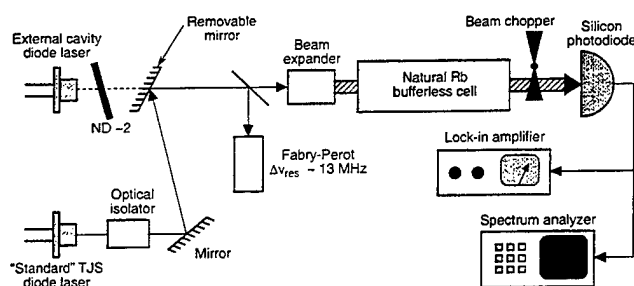 External cavity
diode laser
Removable
mirror
ND -2
Beam
expander
Natural Rb
bufferless cell
Beam chopper
Silicon
photodiode
Fabry-Perot
Δνres ~ 13 MHz
Lock-in amplifier
Optical
isolator
Mirror
"Standard" TJS
diode laser
Spectrum analyzer